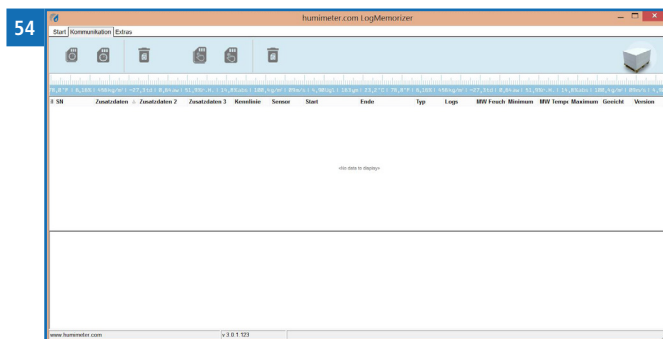 54
humimeter.com LogMemorizer
Start Kommunikation Extras
SN Zusatzdaten Zusatzdaten 2 Zusatzdaten 3 Kennlinie Sensor Start Ende Typ Logs MW Feuch Minimum MW Tempe Maximum Geeicht Version
<No data to display>
www.humimeter.com v 3.0.1.123